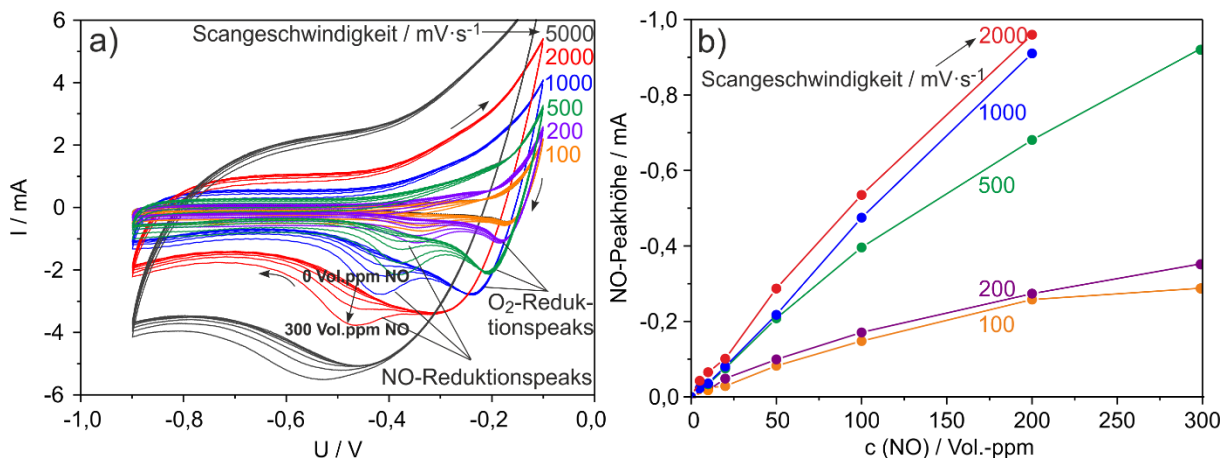 a)
Scangeschwindigkeit / mV·s⁻¹
5000
2000
1000
500
200
100
0 Vol.ppm NO
300 Vol.ppm NO
O₂-Reduk-
tionspeaks
NO-Reduktionspeaks
6
4
2
0
-2
-4
-6
I / mA
-1,0
-0,8
-0,6
-0,4
-0,2
0,0
U / V
b)
Scangeschwindigkeit / mV·s⁻¹
2000
1000
500
200
100
-1,0
-0,8
-0,6
-0,4
-0,2
0,0
NO-Peakhöhe / mA
0
50
100
150
200
250
300
c (NO) / Vol.-ppm